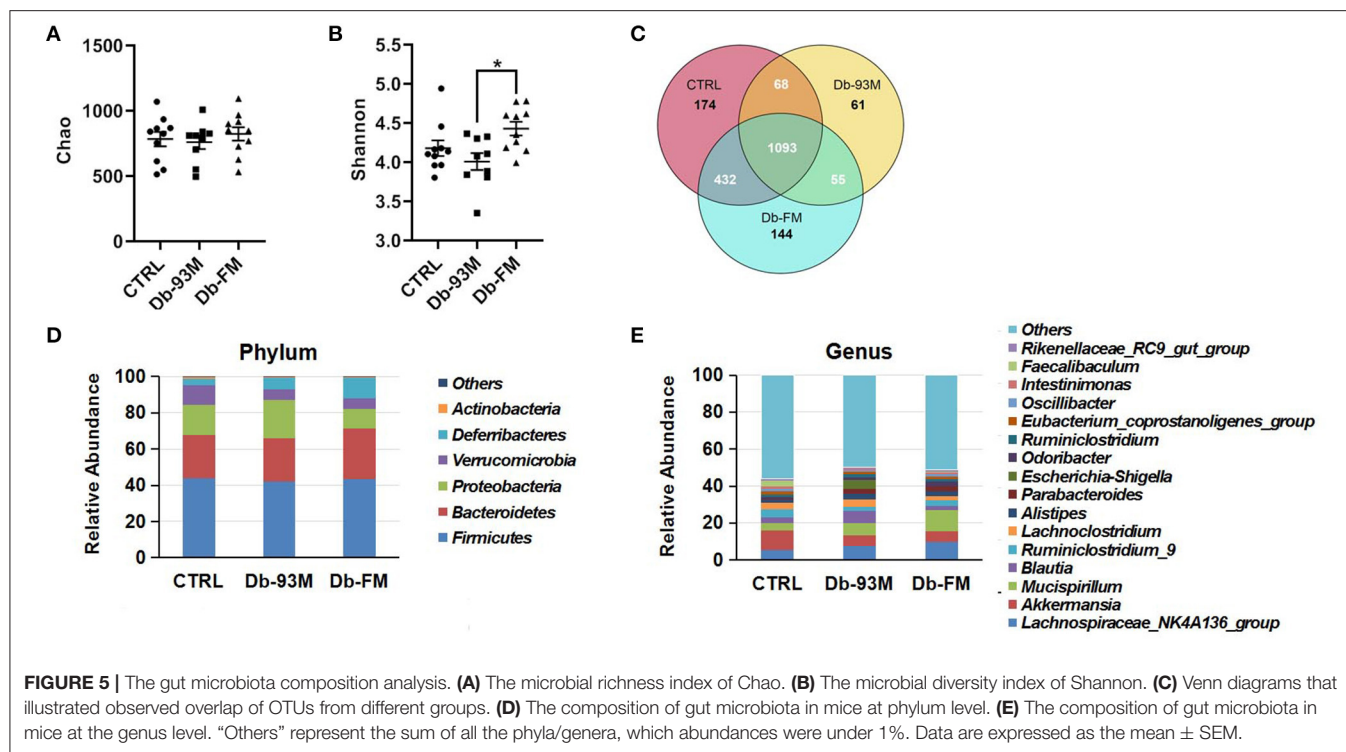 A
1500
1000
500
0
Chao
CTRL
Db-93M
Db-FM
B
5.5
5.0
4.5
4.0
3.5
3.0
Shannon
*
CTRL
Db-93M
Db-FM
C
CTRL
174
68
Db-93M
61
1093
432
55
Db-FM
144
D
Phylum
100
80
60
40
20
0
Relative Abundance
CTRL Db-93M Db-FM
Others
Actinobacteria
Deferribacteres
Verrucomicrobia
Proteobacteria
Bacteroidetes
Firmicutes
E
Genus
100
80
60
40
20
0
Relative Abundance
CTRL Db-93M Db-FM
Others
Rikenellaceae_RC9_gut_group
Faecalibaculum
Intestinimonas
Oscillibacter
Eubacterium_coprostanoligenes_group
Ruminiclostridium
Odoribacter
Escherichia-Shigella
Parabacteroides
Alistipes
Lachnoclostridium
Ruminiclostridium_9
Blautia
Mucispirillum
Akkermansia
Lachnospiraceae_NK4A136_group
FIGURE 5 | The gut microbiota composition analysis. (A) The microbial richness index of Chao. (B) The microbial diversity index of Shannon. (C) Venn diagrams that
illustrated observed overlap of OTUs from different groups. (D) The composition of gut microbiota in mice at phylum level. (E) The composition of gut microbiota in
mice at the genus level. “Others” represent the sum of all the phyla/genera, which abundances were under 1%. Data are expressed as the mean ± SEM.